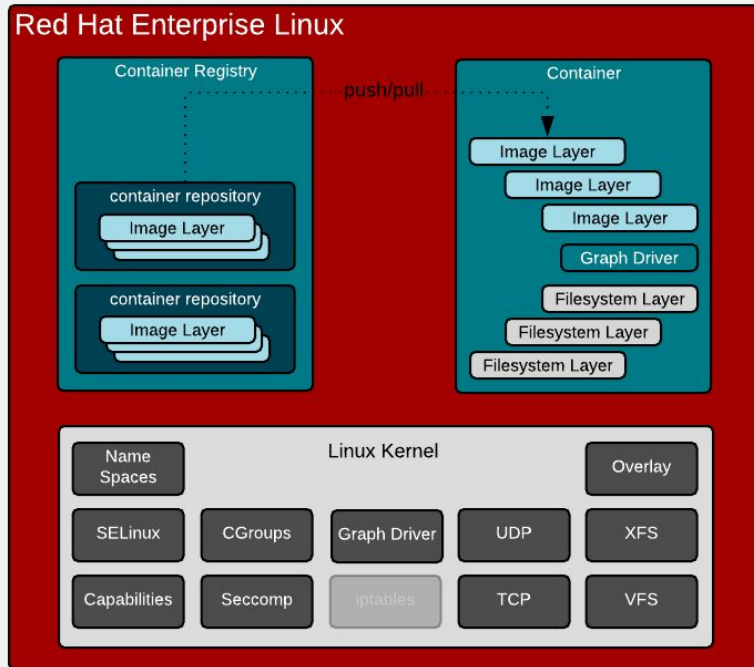 Red Hat Enterprise Linux
Container Registry
push/pull
Container
container repository
Image Layer
container repository
Image Layer
Image Layer
Image Layer
Image Layer
Graph Driver
Filesystem Layer
Filesystem Layer
Filesystem Layer
Linux Kernel
Name
Spaces
Overlay
SELinux
CGroups
Graph Driver
UDP
XFS
Capabilities
Seccomp
iptables
TCP
VFS